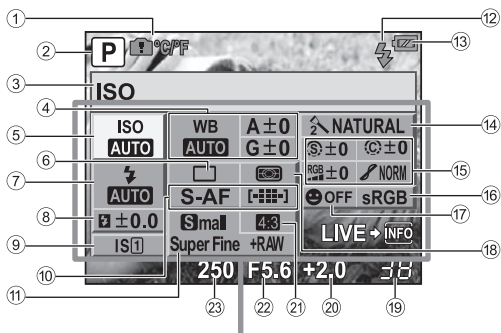 ① ② ③ ④ ⑤ ⑥ ⑦ ⑧ ⑨ ⑩ ⑪
⑫ ⑬ ⑭ ⑮ ⑯ ⑰ ⑱ ⑲ ⑳ ㉑ ㉒ ㉓
P °C/°F
ISO
ISO WB A±0 2 NATURAL
AUTO AUTO G±0 S±0 C±0
AUTO RGB±0 NORM
S-AF OFF sRGB
±0.0 Small 4:3 LIVE INFO
IS1 Super Fine +RAW
250 F5.6 +2.0 38